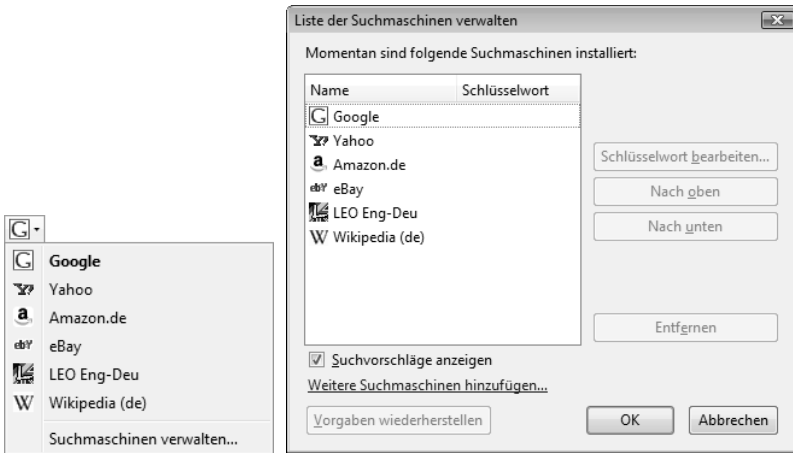 Google
Yahoo
Amazon.de
eBay
LEO Eng-Deu
Wikipedia (de)
Suchmaschinen verwalten...
Liste der Suchmaschinen verwalten
Momentan sind folgende Suchmaschinen installiert:
Name Schlüsselwort
Google
Yahoo
Amazon.de
eBay
LEO Eng-Deu
Wikipedia (de)
Schlüsselwort bearbeiten...
Nach oben
Nach unten
Entfernen
Suchvorschläge anzeigen
Weitere Suchmaschinen hinzufügen...
Vorgaben wiederherstellen OK Abbrechen